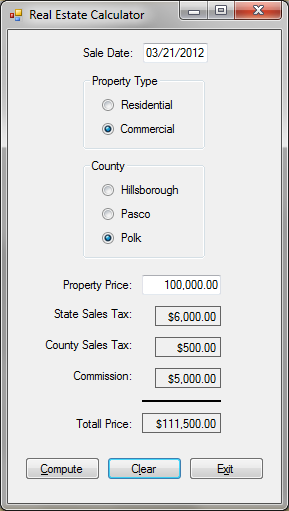 Real Estate Calculator
Sale Date: 03/21/2012
Property Type
Residential
Commercial
County
Hillsborough
Pasco
Polk
Property Price: 100,000.00
State Sales Tax: $6,000.00
County Sales Tax: $500.00
Commission: $5,000.00
Totall Price: $111,500.00
Compute Clear Exit